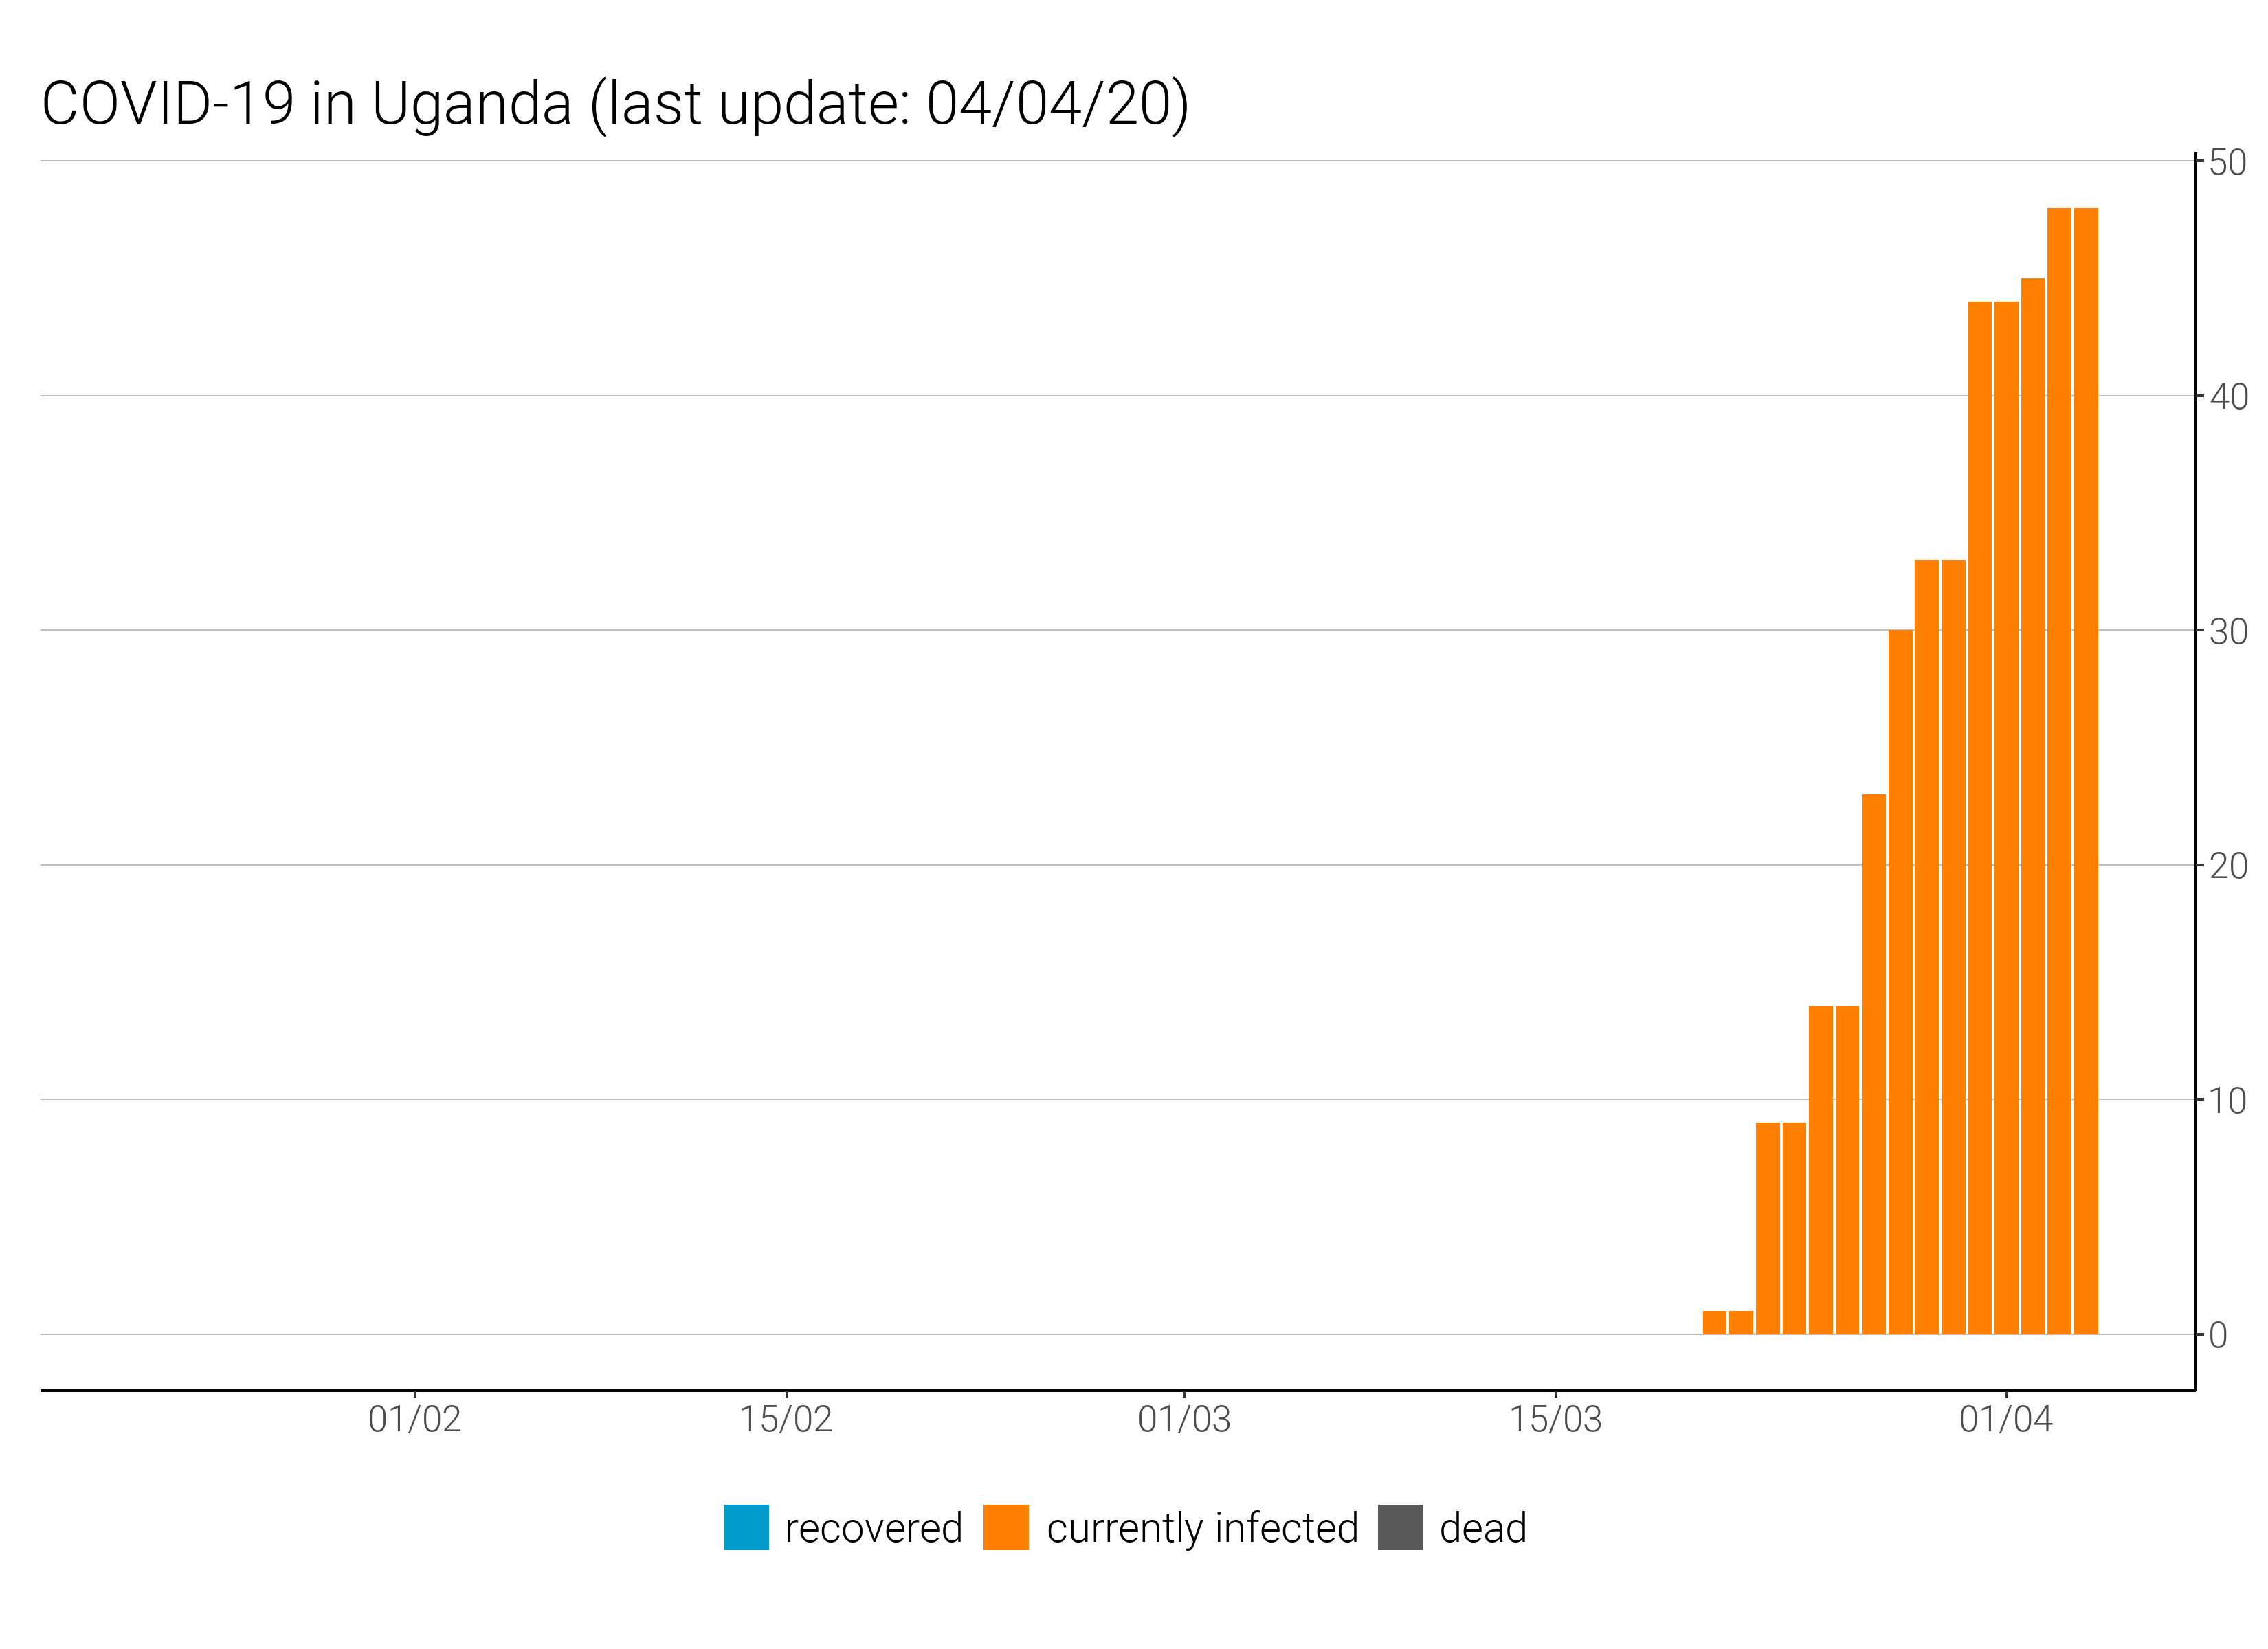 COVID-19 in Uganda (last update: 04/04/20)
50
40
30
20
10
0
01/02 15/02 01/03 15/03 01/04
recovered currently infected dead